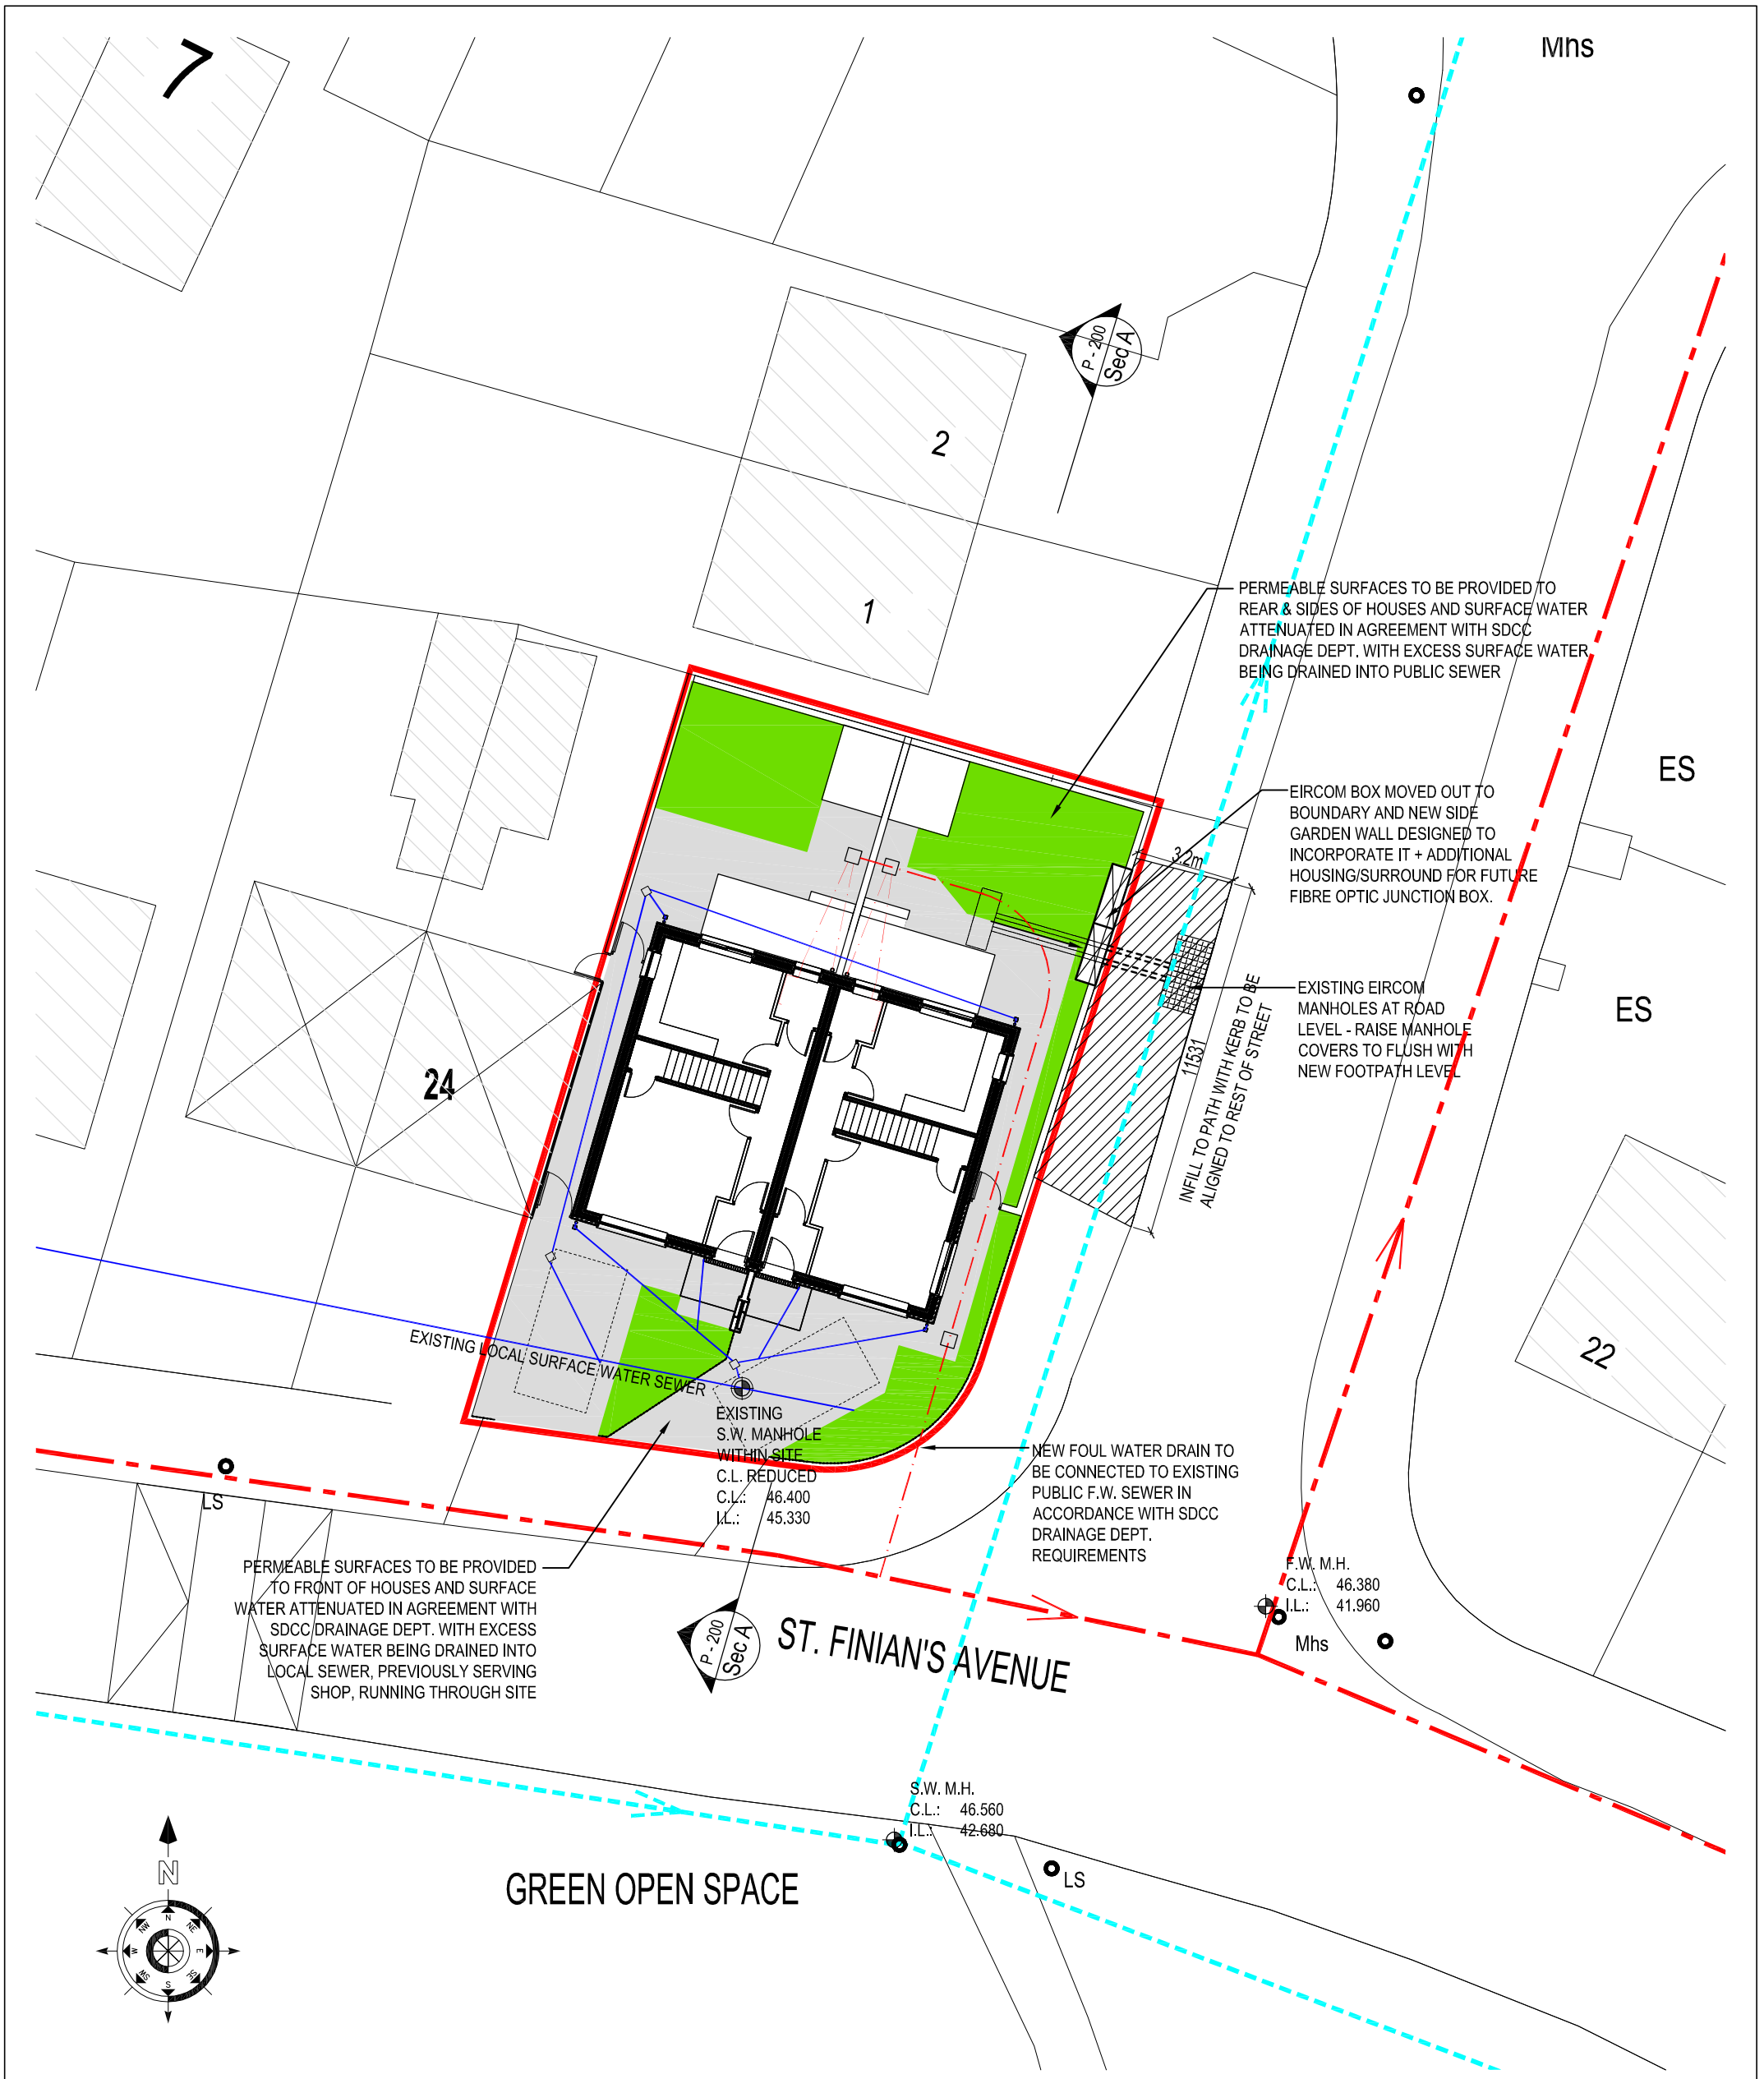 7
Mhs
P - 200
Sec A
2
1
PERMEABLE SURFACES TO BE PROVIDED TO
REAR & SIDES OF HOUSES AND SURFACE WATER
ATTENUATED IN AGREEMENT WITH SDCC
DRAINAGE DEPT. WITH EXCESS SURFACE WATER
BEING DRAINED INTO PUBLIC SEWER
ES
EIRCOM BOX MOVED OUT TO
BOUNDARY AND NEW SIDE
GARDEN WALL DESIGNED TO
INCORPORATE IT + ADDITIONAL
HOUSING/SURROUND FOR FUTURE
FIBRE OPTIC JUNCTION BOX.
3.2m
EXISTING EIRCOM
MANHOLES AT ROAD
LEVEL - RAISE MANHOLE
COVERS TO FLUSH WITH
NEW FOOTPATH LEVEL
ES
11531
INFILL TO PATH WITH KERB TO BE
ALIGNED TO REST OF STREET
24
22
EXISTING LOCAL SURFACE WATER SEWER
EXISTING
S.W. MANHOLE
WITHIN SITE
C.L. REDUCED
C.L.: 46.400
I.L.: 45.330
NEW FOUL WATER DRAIN TO
BE CONNECTED TO EXISTING
PUBLIC F.W. SEWER IN
ACCORDANCE WITH SDCC
DRAINAGE DEPT.
REQUIREMENTS
LS
PERMEABLE SURFACES TO BE PROVIDED
TO FRONT OF HOUSES AND SURFACE
WATER ATTENUATED IN AGREEMENT WITH
SDCC DRAINAGE DEPT. WITH EXCESS
SURFACE WATER BEING DRAINED INTO
LOCAL SEWER, PREVIOUSLY SERVING
SHOP, RUNNING THROUGH SITE
F.W. M.H.
C.L.: 46.380
I.L.: 41.960
Mhs
P - 200
Sec A
ST. FINIAN'S AVENUE
S.W. M.H.
C.L.: 46.560
I.L.: 42.680
LS
GREEN OPEN SPACE
N
N
NE
E
SE
S
SW
W
NW